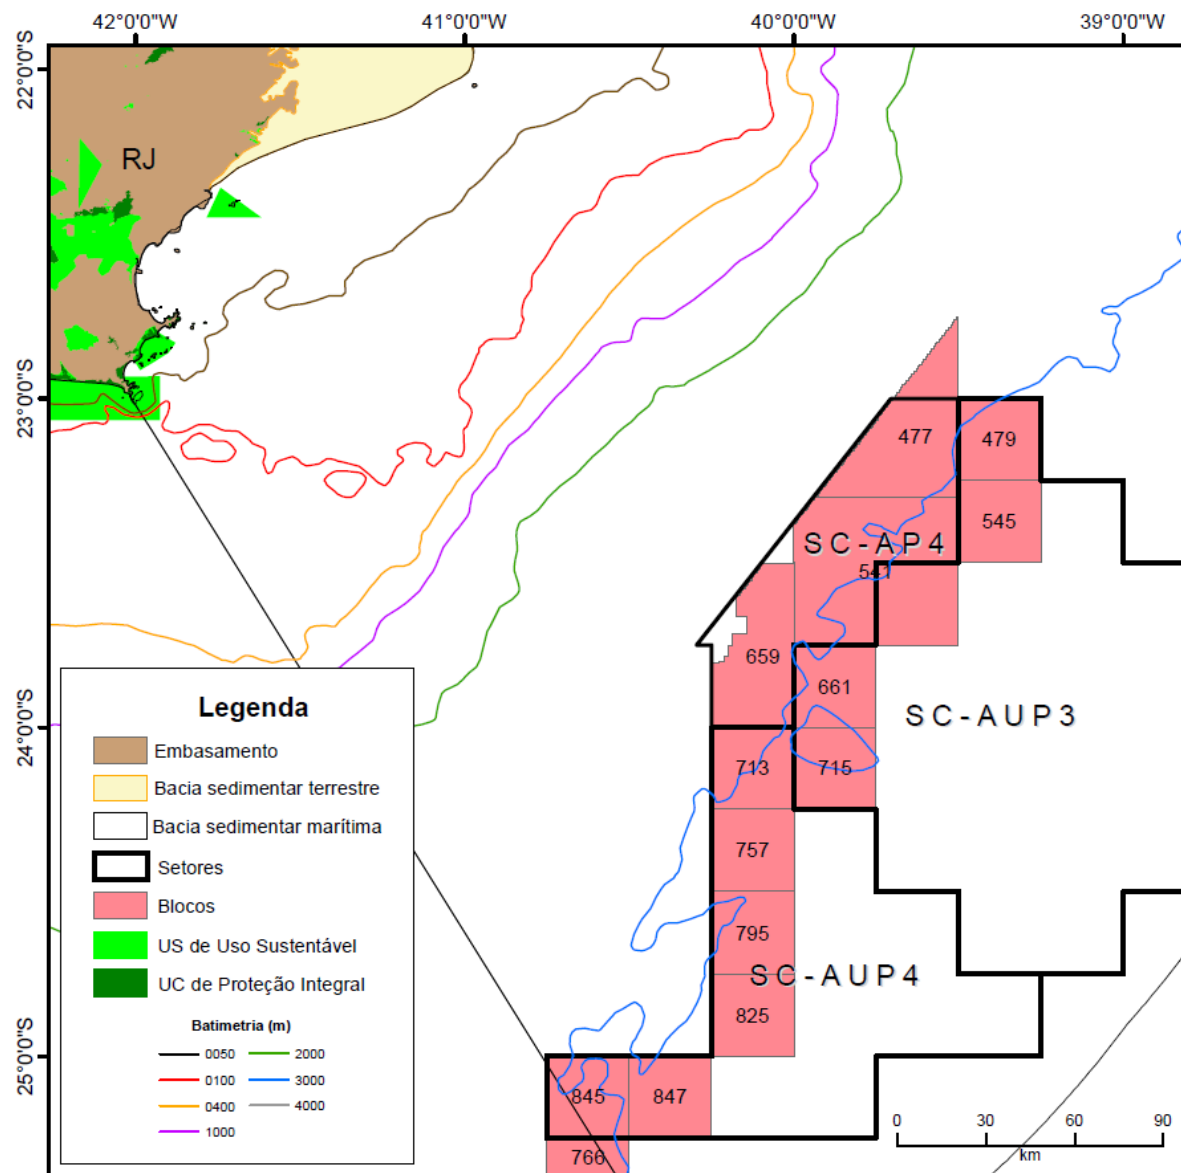 42°0'0"W
41°0'0"W
40°0'0"W
39°0'0"W
22°0'0"S
23°0'0"S
24°0'0"S
25°0'0"S
RJ
477
479
545
SC-AP4
541
659
661
SC-AUP3
713
715
757
795
SC-AUP4
825
845
847
766
Legenda
Embasamento
Bacia sedimentar terrestre
Bacia sedimentar marítima
Setores
Blocos
US de Uso Sustentável
UC de Proteção Integral
Batimetria (m)
0050 2000
0100 3000
0400 4000
1000
0 30 60 90
km